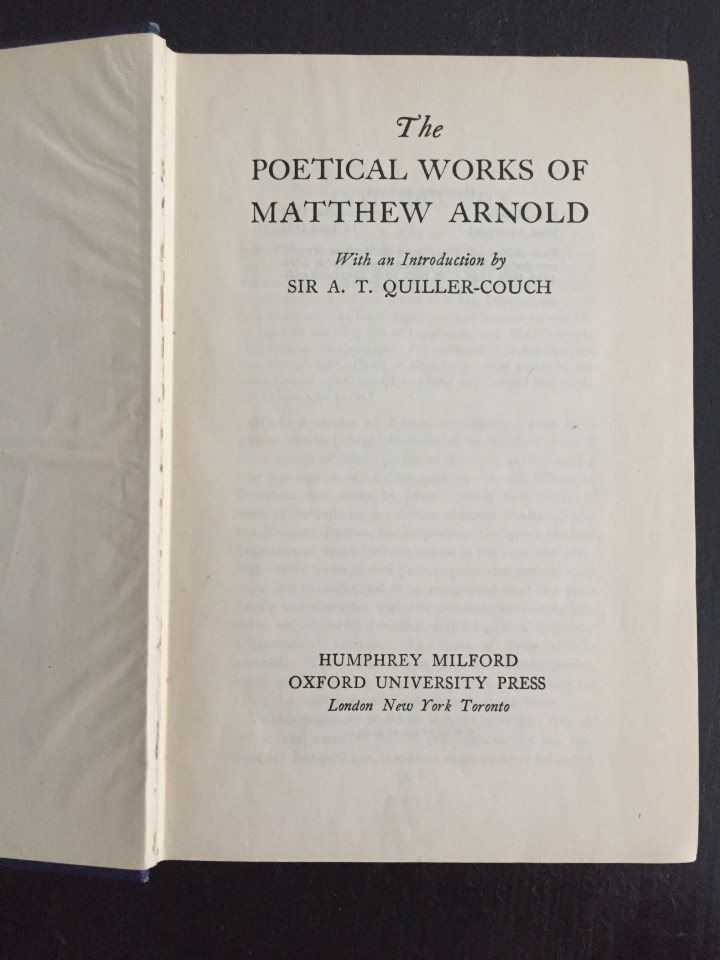 The
POETICAL WORKS OF
MATTHEW ARNOLD
With an Introduction by
SIR A. T. QUILLER-COUCH
HUMPHREY MILFORD
OXFORD UNIVERSITY PRESS
London New York Toronto